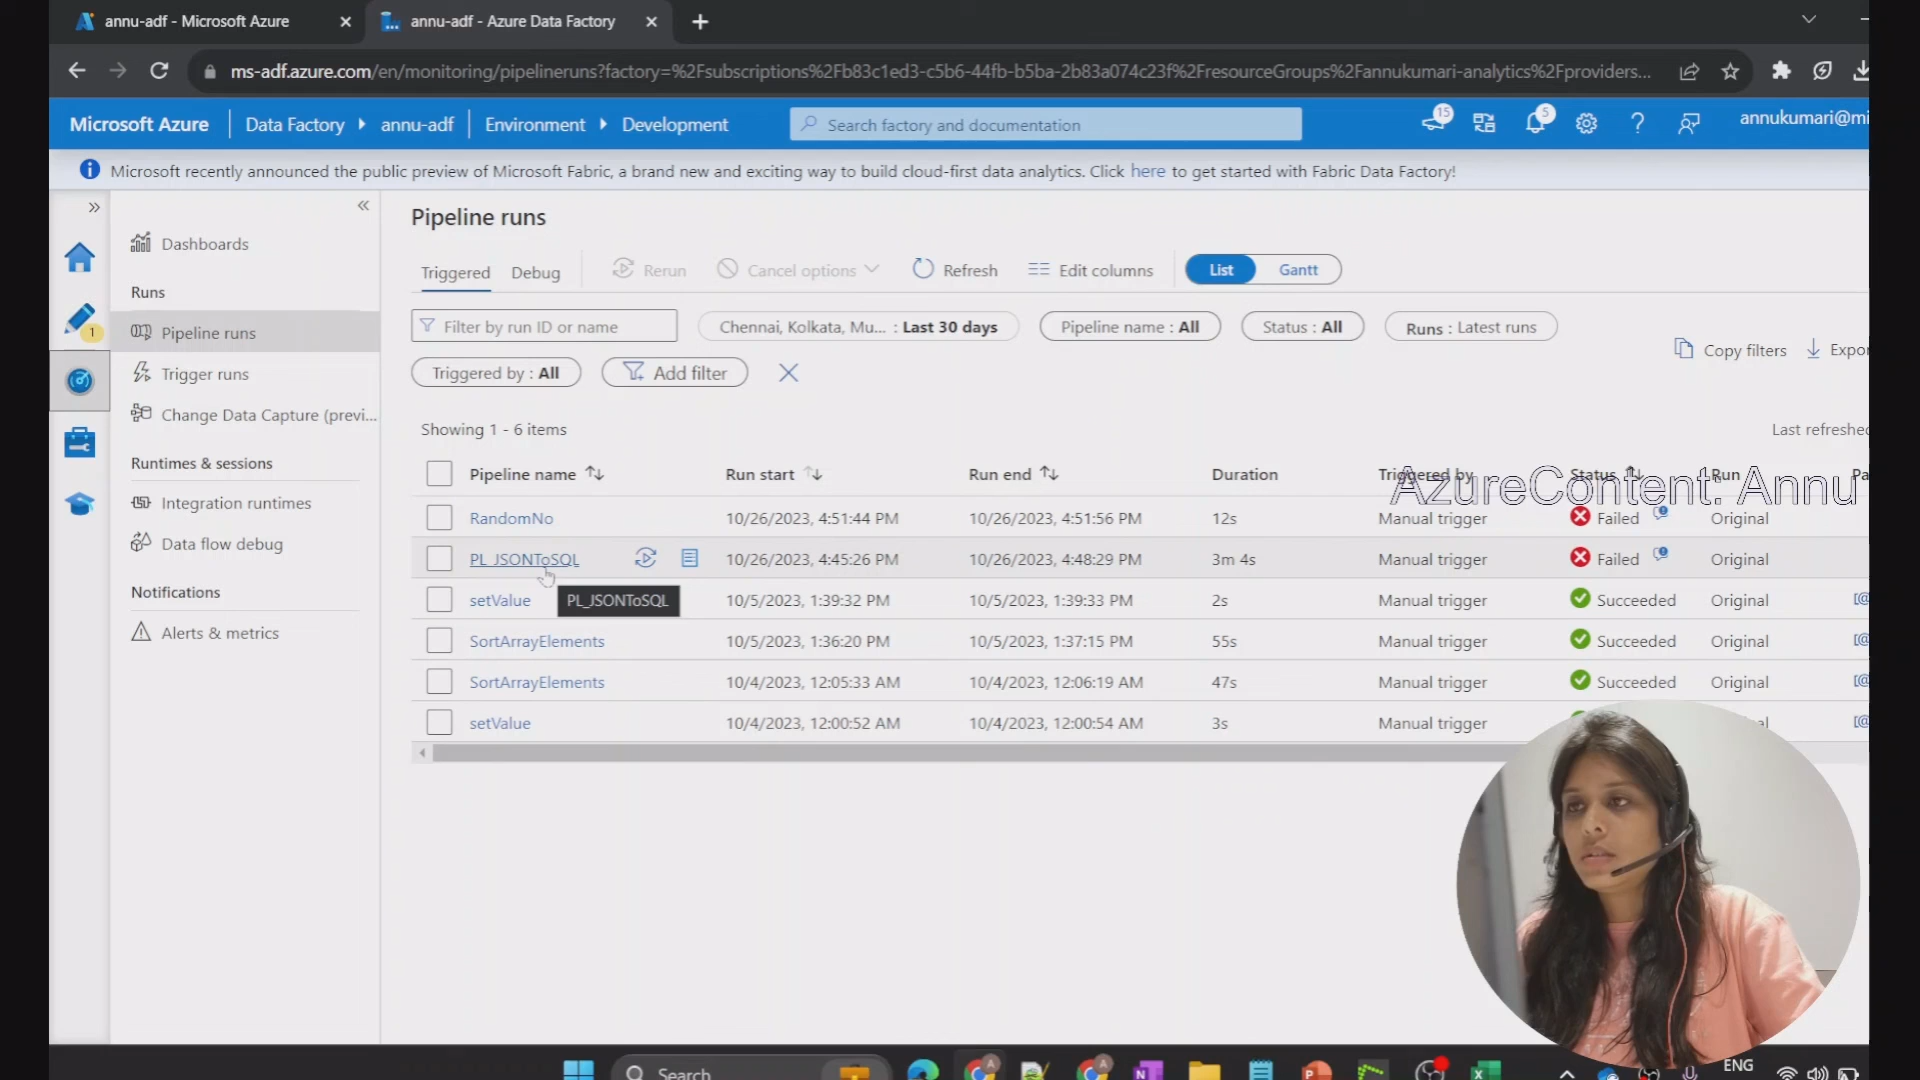 annu-adf - Microsoft Azure
annu-adf - Azure Data Factory
ms-adf.azure.com/en/monitoring/pipelineruns?factory=%2Fsubscriptions%2Fb83c1ed3-c5b6-44fb-b5ba-2b83a074c23f%2FresourceGroups%2Fannukumari-analytics%2Fproviders...
Microsoft Azure
Data Factory
annu-adf
Environment
Development
Search factory and documentation
15
5
annukumari@mi
Microsoft recently announced the public preview of Microsoft Fabric, a brand new and exciting way to build cloud-first data analytics. Click here to get started with Fabric Data Factory!
1
Dashboards
Runs
Pipeline runs
Trigger runs
Change Data Capture (previ...
Runtimes & sessions
Integration runtimes
Data flow debug
Notifications
Alerts & metrics
Pipeline runs
Triggered
Debug
Rerun
Cancel options
Refresh
Edit columns
List
Gantt
Filter by run ID or name
Chennai, Kolkata, Mu... : Last 30 days
Pipeline name : All
Status : All
Runs : Latest runs
Triggered by : All
Add filter
Copy filters
Expor
Showing 1 - 6 items
Last refreshed
Pipeline name Run start Run end Duration Triggered by Status Run Pa
AzureContent: Annu
RandomNo 10/26/2023, 4:51:44 PM 10/26/2023, 4:51:56 PM 12s Manual trigger Failed Original
PL_JSONToSQL 10/26/2023, 4:45:26 PM 10/26/2023, 4:48:29 PM 3m 4s Manual trigger Failed Original
setValue 10/5/2023, 1:39:32 PM 10/5/2023, 1:39:33 PM 2s Manual trigger Succeeded Original [@
PL_JSONToSQL
SortArrayElements 10/5/2023, 1:36:20 PM 10/5/2023, 1:37:15 PM 55s Manual trigger Succeeded Original [@
SortArrayElements 10/4/2023, 12:05:33 AM 10/4/2023, 12:06:19 AM 47s Manual trigger Succeeded Original [@
setValue 10/4/2023, 12:00:52 AM 10/4/2023, 12:00:54 AM 3s Manual trigger [@
Search
ENG